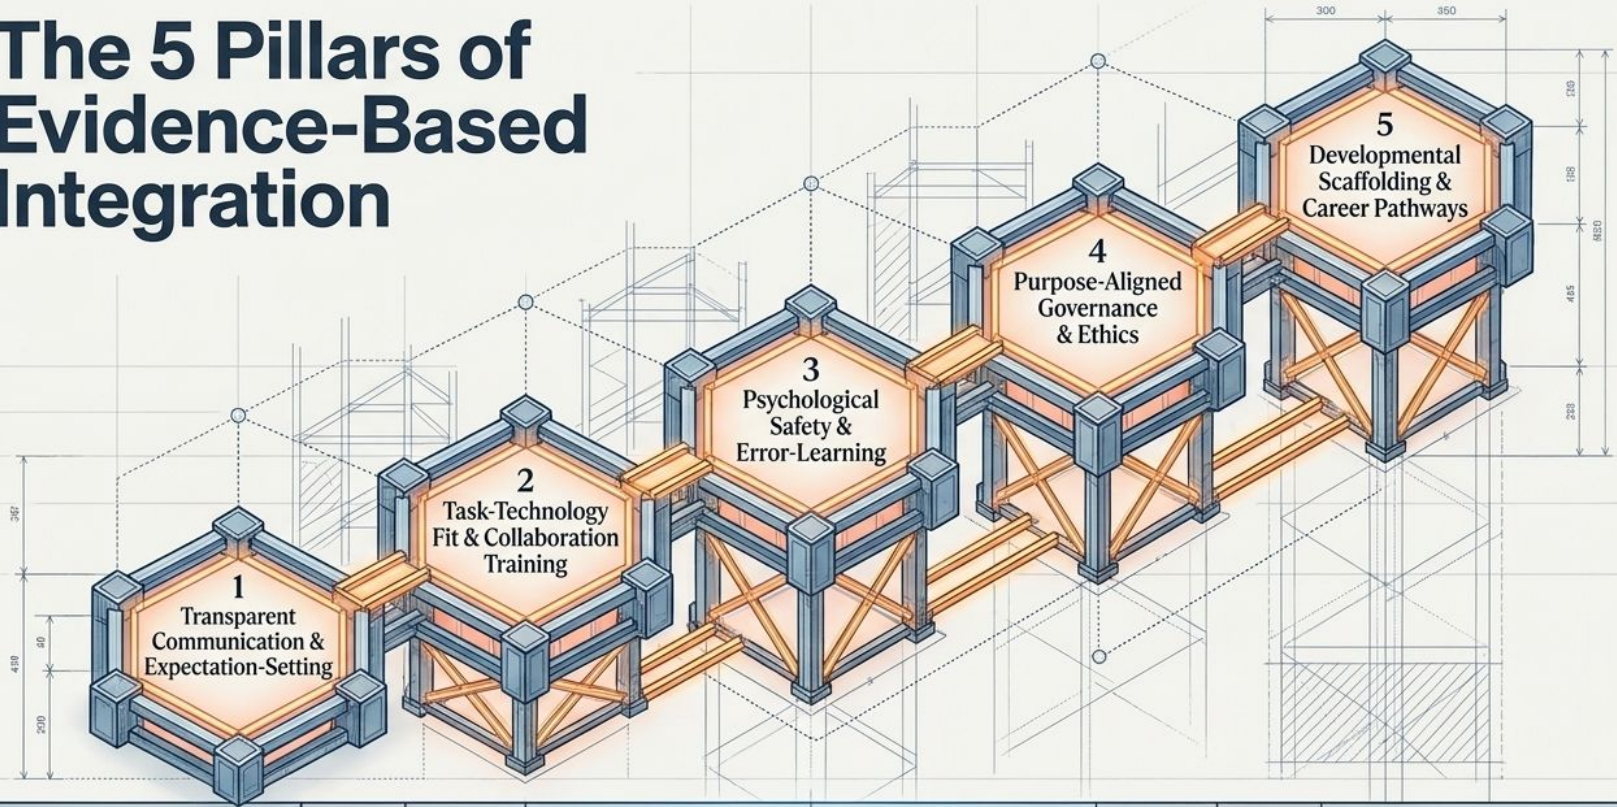 The 5 Pillars of
Evidence-Based
Integration
300
350
5
Developmental
Scaffolding &
Career Pathways
4
Purpose-Aligned
Governance
& Ethics
3
Psychological
Safety &
Error-Learning
2
Task-Technology
Fit & Collaboration
Training
1
Transparent
Communication &
Expectation-Setting